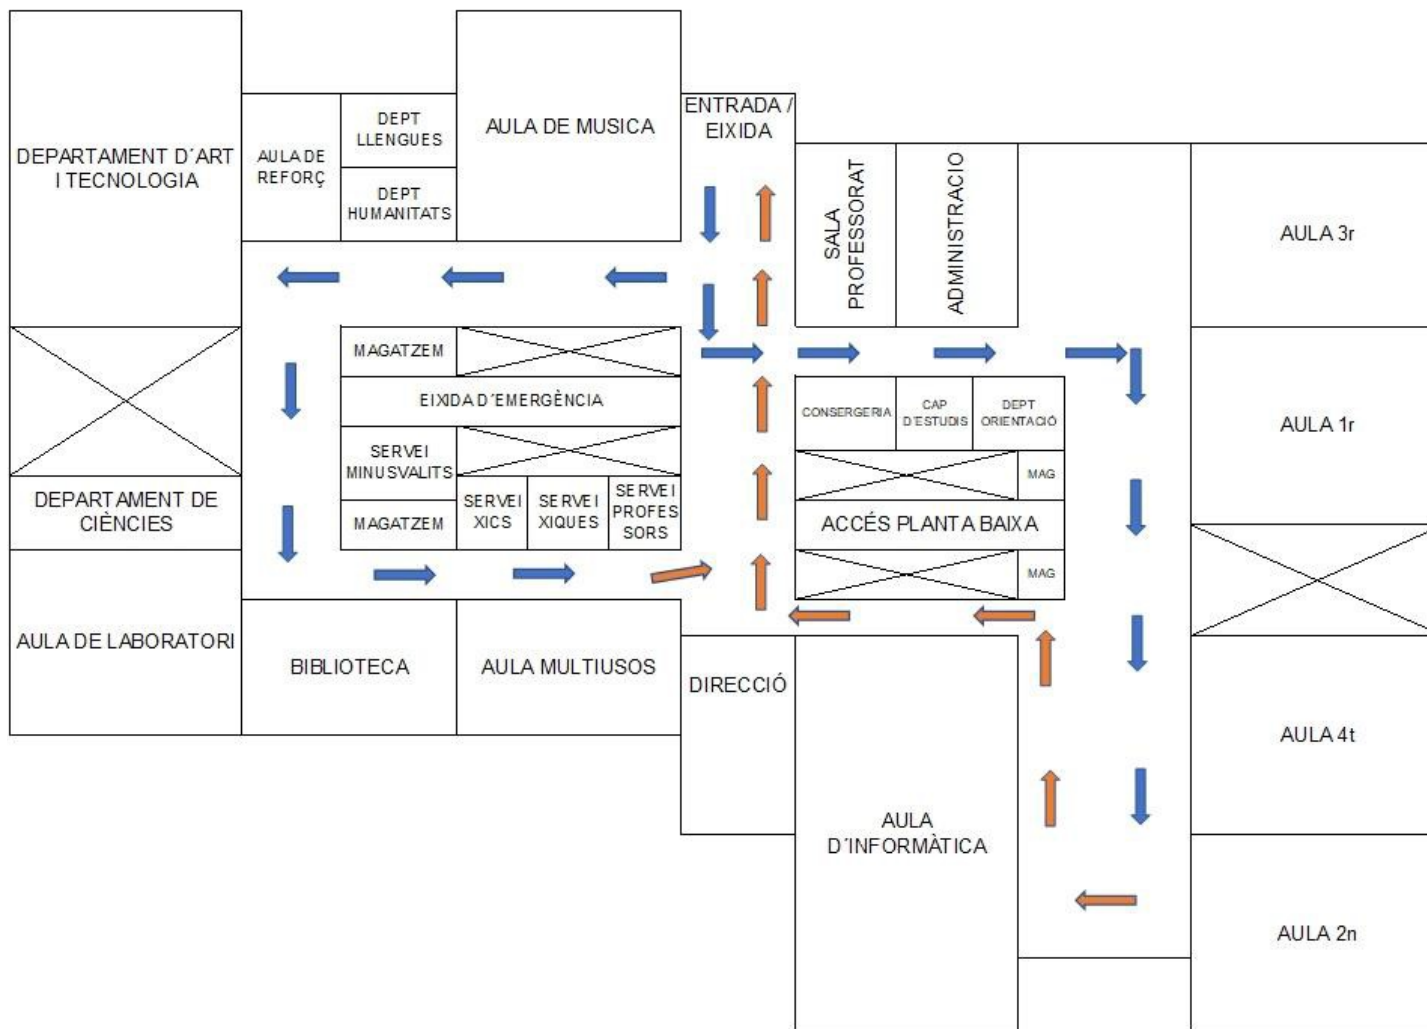 DEPARTAMENT D´ART
I TECNOLOGIA
AULA DE
REFORÇ
DEPT
LLENGUES
DEPT
HUMANITATS
AULA DE MUSICA
ENTRADA /
EIXIDA
SALA
PROFESSORAT
ADMINISTRACIO
AULA 3r
MAGATZEM
EIXIDA D´EMERGÈNCIA
SERVEI
MINUSVALITS
MAGATZEM
SERVEI
XICS
SERVEI
XIQUES
SERVEI
PROFES
SORS
CONSERGERIA
CAP
D'ESTUDIS
DEPT
ORIENTACIÓ
MAG
ACCÉS PLANTA BAIXA
MAG
AULA 1r
DEPARTAMENT DE
CIÈNCIES
AULA DE LABORATORI
BIBLIOTECA
AULA MULTIUSOS
DIRECCIÓ
AULA
D´INFORMÀTICA
AULA 4t
AULA 2n